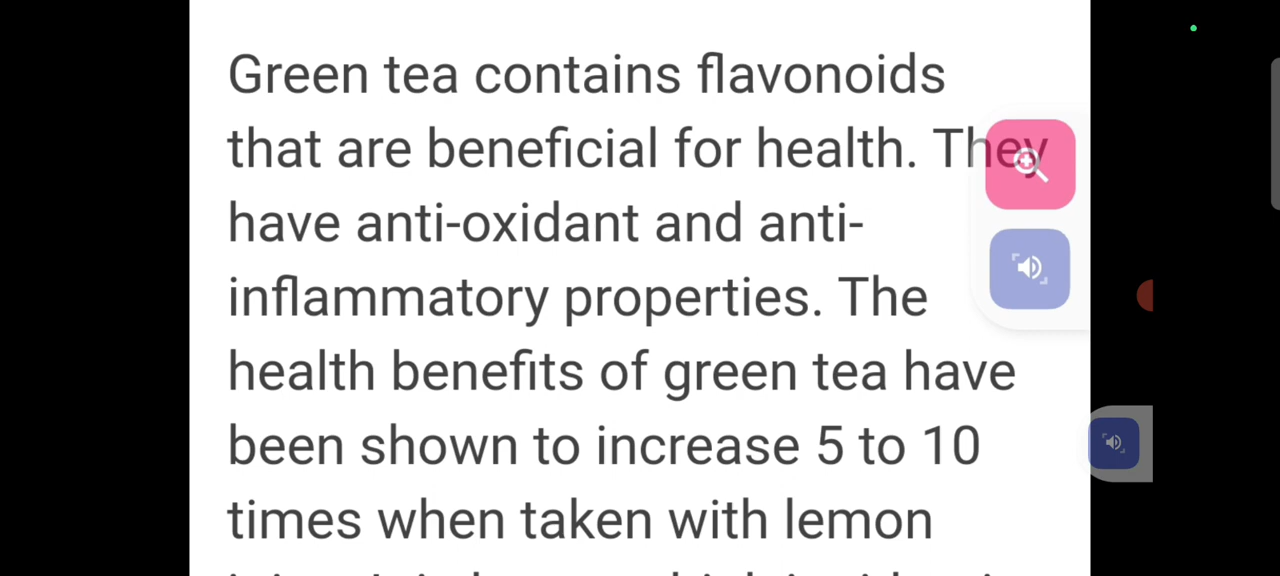 Green tea contains flavonoids
that are beneficial for health. They
have anti-oxidant and anti-
inflammatory properties. The
health benefits of green tea have
been shown to increase 5 to 10
times when taken with lemon